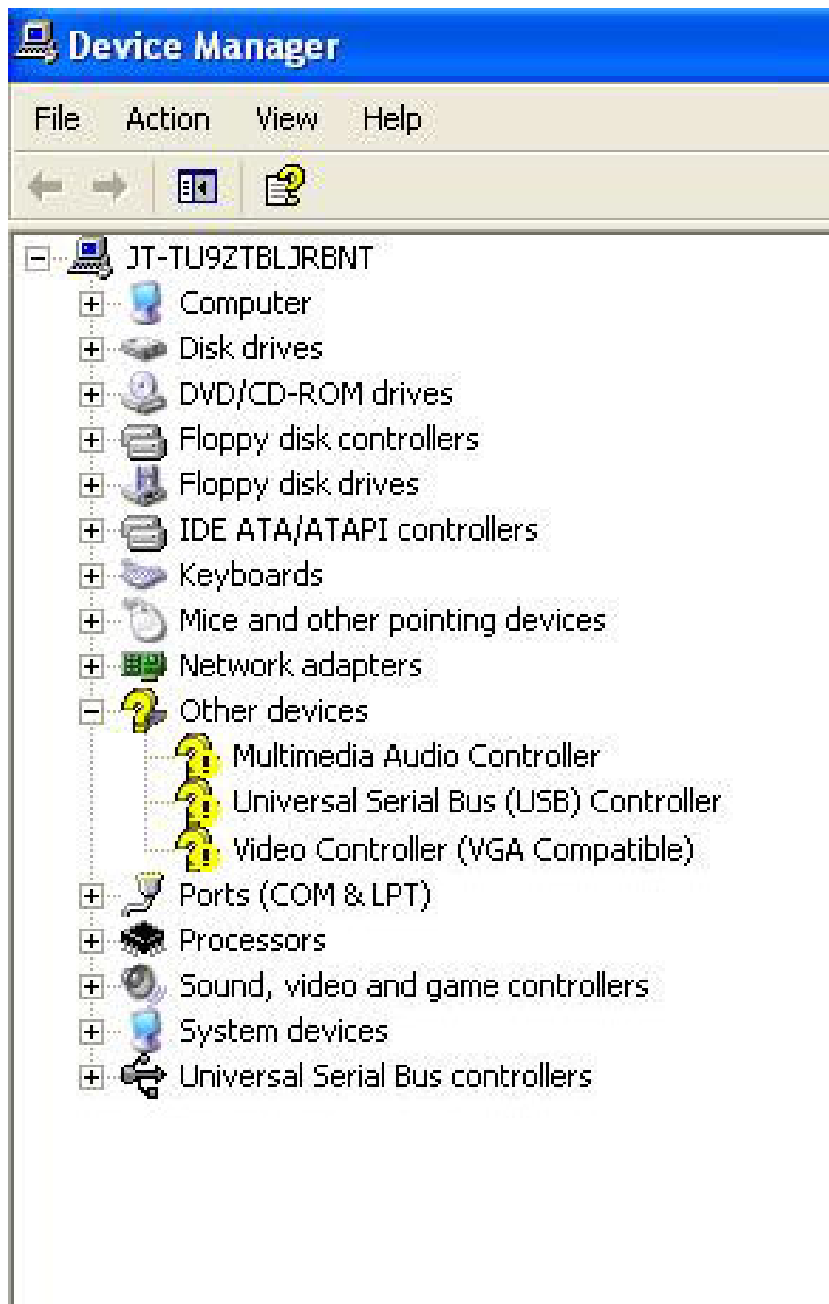 Device Manager
File Action View Help
JT-TU9ZTBLJRBNT
Computer
Disk drives
DVD/CD-ROM drives
Floppy disk controllers
Floppy disk drives
IDE ATA/ATAPI controllers
Keyboards
Mice and other pointing devices
Network adapters
Other devices
Multimedia Audio Controller
Universal Serial Bus (USB) Controller
Video Controller (VGA Compatible)
Ports (COM & LPT)
Processors
Sound, video and game controllers
System devices
Universal Serial Bus controllers